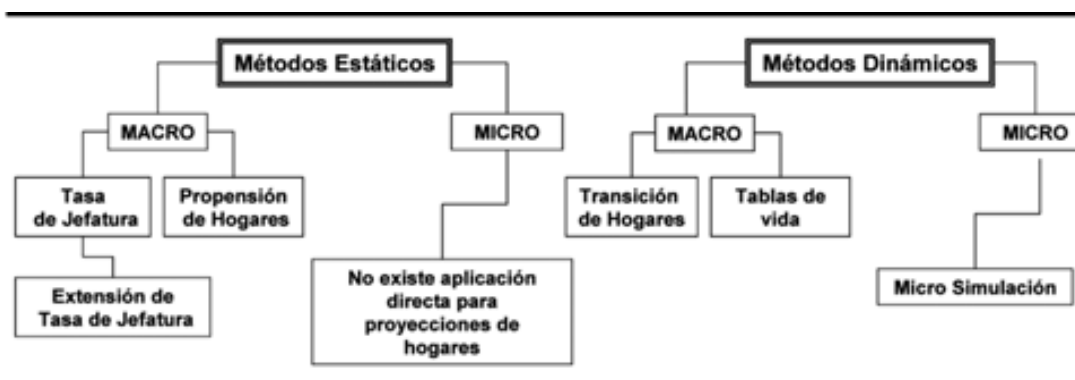 Métodos Estáticos
MACRO
MICRO
Tasa
de Jefatura
Propensión
de Hogares
Extensión de
Tasa de Jefatura
No existe aplicación
directa para
proyecciones de
hogares
Métodos Dinámicos
MACRO
MICRO
Transición
de Hogares
Tablas de
vida
Micro Simulación